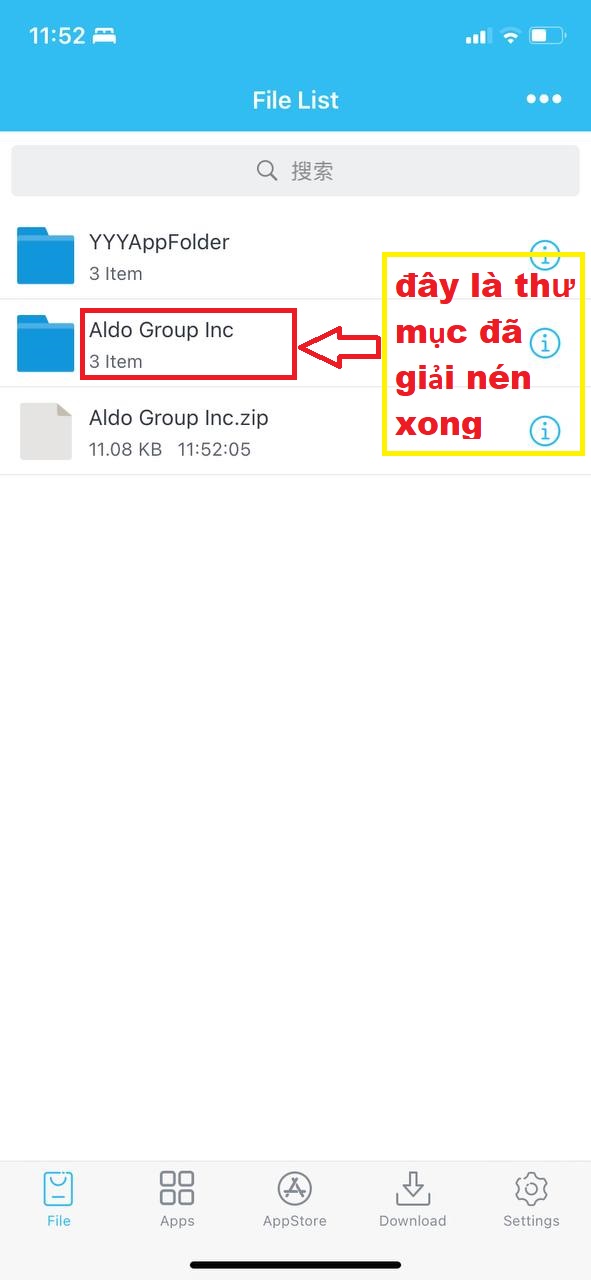 11:52
File List
搜索
YYYAppFolder
3 Item
Aldo Group Inc
3 Item
Aldo Group Inc.zip
11.08 KB 11:52:05
đây là thư
mục đã
giải nén
xong
File Apps AppStore Download Settings